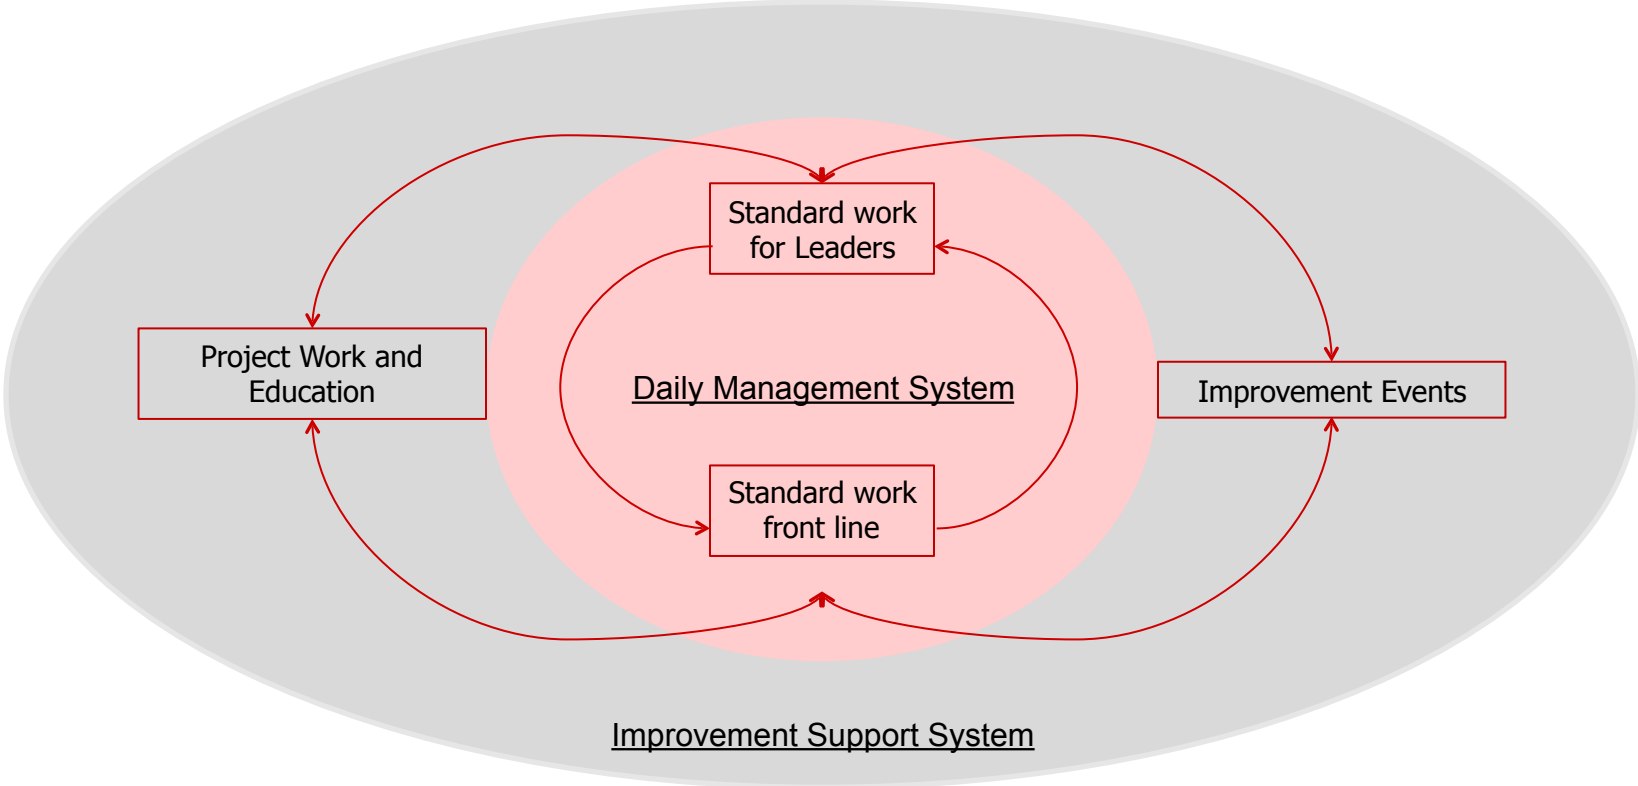 Standard work
for Leaders
Project Work and
Education
Daily Management System
Improvement Events
Standard work
front line
Improvement Support System